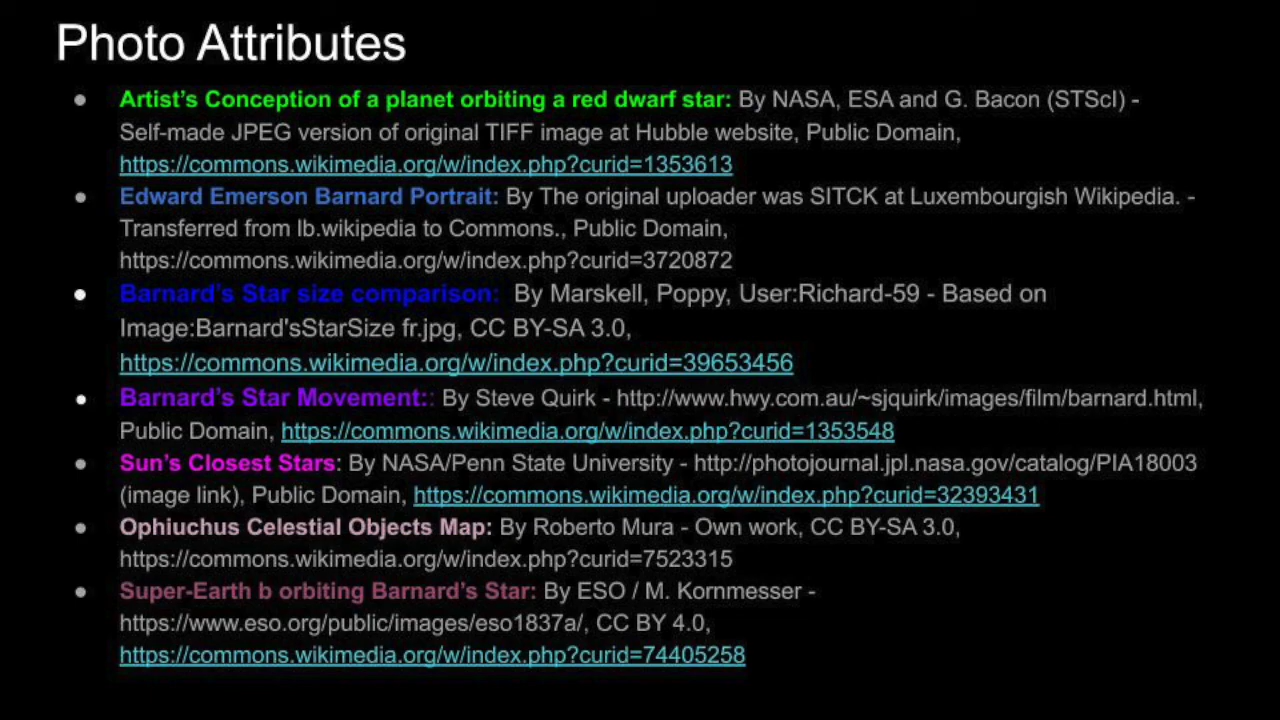 Photo Attributes
Artist’s Conception of a planet orbiting a red dwarf star: By NASA, ESA and G. Bacon (STScI) -
Self-made JPEG version of original TIFF image at Hubble website, Public Domain,
https://commons.wikimedia.org/w/index.php?curid=1353613
Edward Emerson Barnard Portrait: By The original uploader was SITCK at Luxembourgish Wikipedia. -
Transferred from lb.wikipedia to Commons., Public Domain,
https://commons.wikimedia.org/w/index.php?curid=3720872
Barnard’s Star size comparison: By Marskell, Poppy, User:Richard-59 - Based on
Image:Barnard'sStarSize fr.jpg, CC BY-SA 3.0,
https://commons.wikimedia.org/w/index.php?curid=39653456
Barnard’s Star Movement:: By Steve Quirk - http://www.hwy.com.au/~sjquirk/images/film/barnard.html,
Public Domain, https://commons.wikimedia.org/w/index.php?curid=1353548
Sun’s Closest Stars: By NASA/Penn State University - http://photojournal.jpl.nasa.gov/catalog/PIA18003
(image link), Public Domain, https://commons.wikimedia.org/w/index.php?curid=32393431
Ophiuchus Celestial Objects Map: By Roberto Mura - Own work, CC BY-SA 3.0,
https://commons.wikimedia.org/w/index.php?curid=7523315
Super-Earth b orbiting Barnard’s Star: By ESO / M. Kornmesser -
https://www.eso.org/public/images/eso1837a/, CC BY 4.0,
https://commons.wikimedia.org/w/index.php?curid=74405258